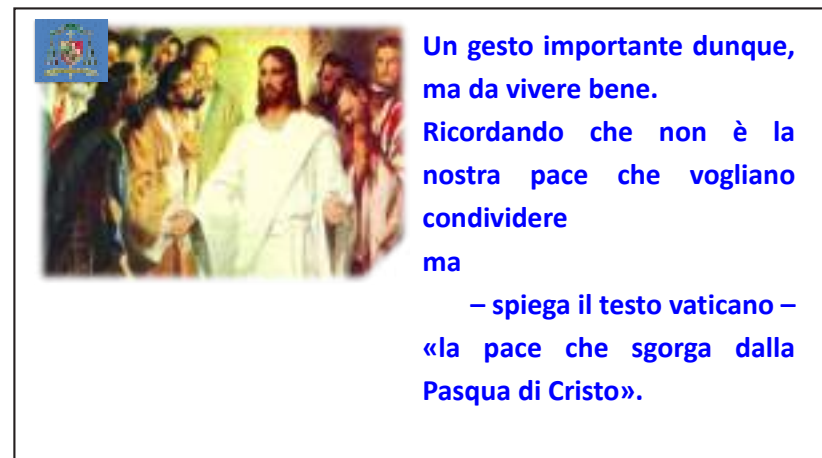 Un gesto importante dunque,
ma da vivere bene.
Ricordando che non è la
nostra pace che vogliano
condividere
ma
– spiega il testo vaticano –
«la pace che sgorga dalla
Pasqua di Cristo».